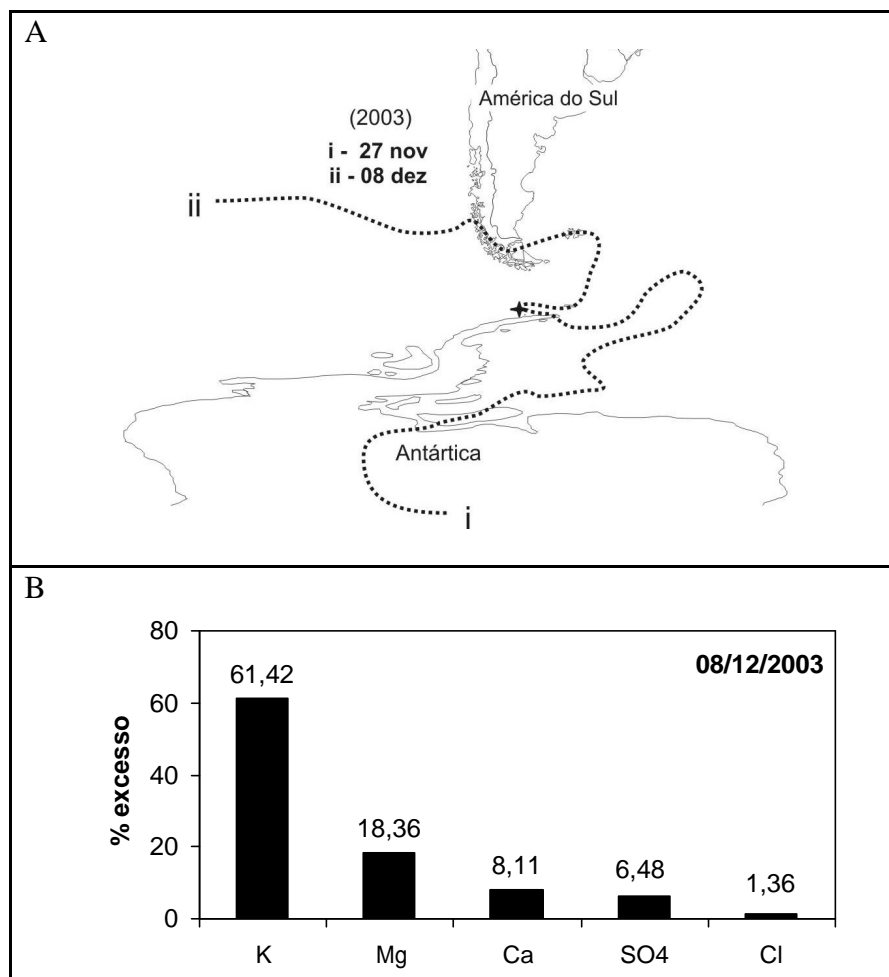 A
América do Sul
(2003)
i - 27 nov
ii - 08 dez
ii
Antártica
i
B
80
60
40
20
0
% excesso
08/12/2003
61,42
18,36
8,11
6,48
1,36
K Mg Ca SO4 Cl